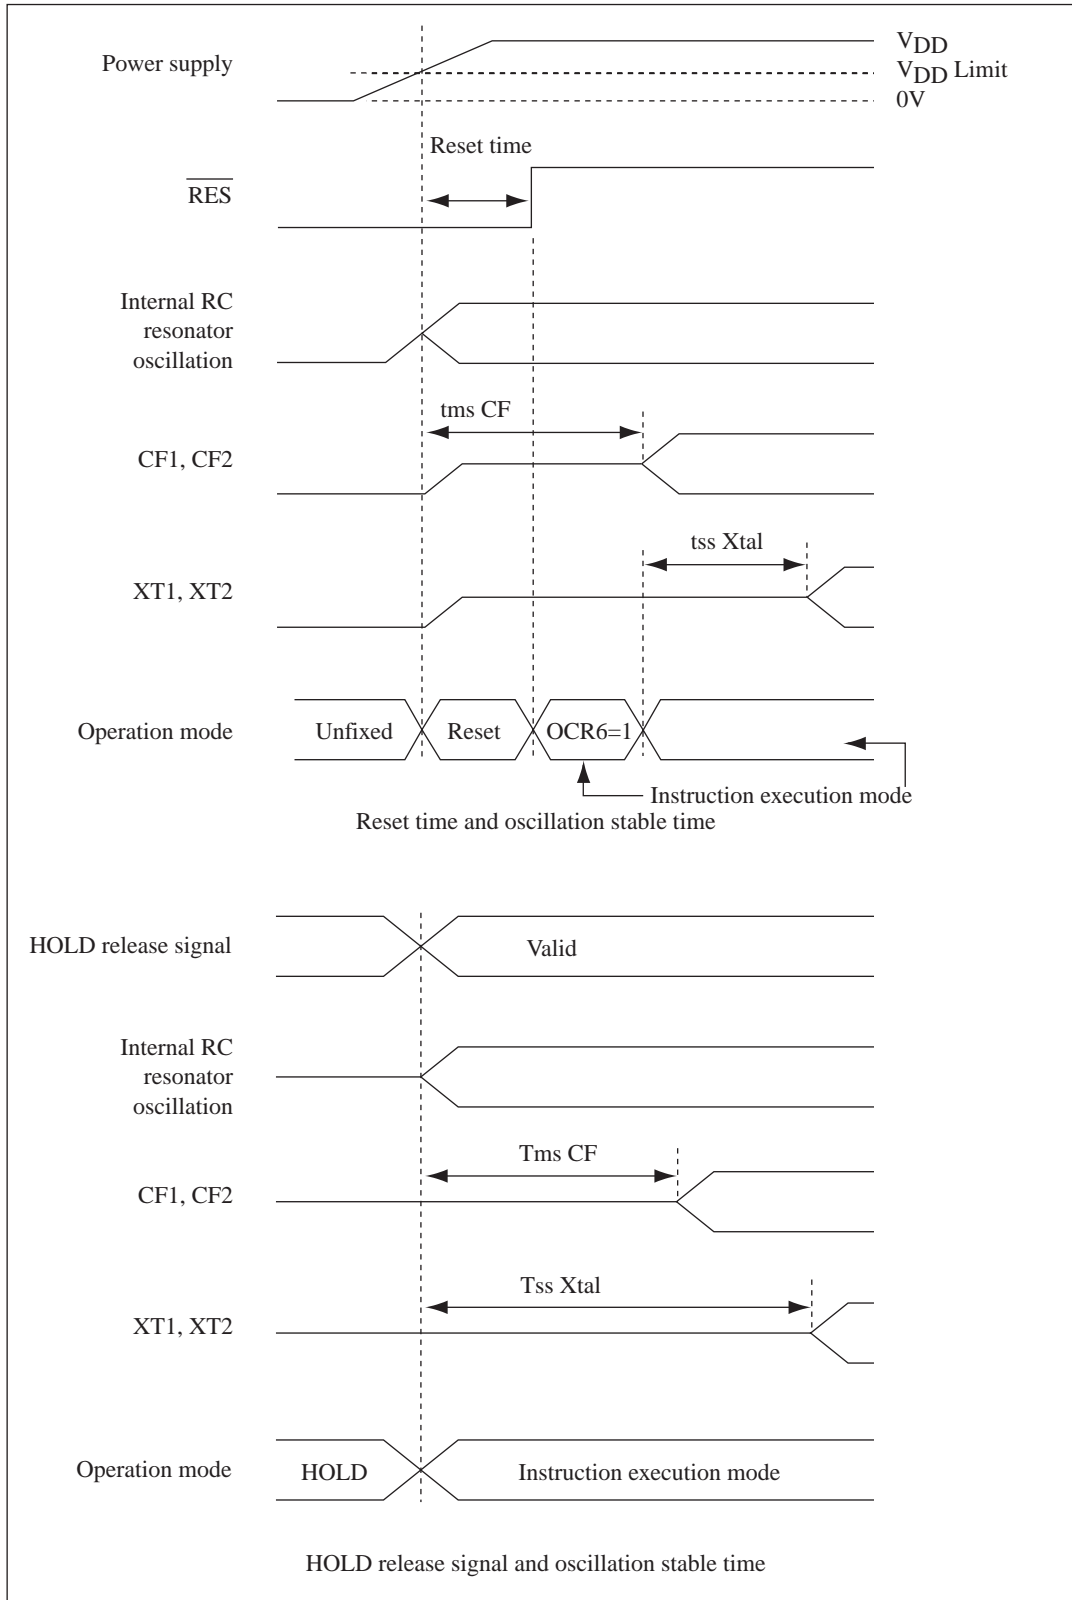 Power supply
VDD
VDD Limit
0V
Reset time
RES
Internal RC
resonator
oscillation
tms CF
CF1, CF2
tss Xtal
XT1, XT2
Operation mode
Unfixed
Reset
OCR6=1
Instruction execution mode
Reset time and oscillation stable time
HOLD release signal
Valid
Internal RC
resonator
oscillation
Tms CF
CF1, CF2
Tss Xtal
XT1, XT2
Operation mode
HOLD
Instruction execution mode
HOLD release signal and oscillation stable time